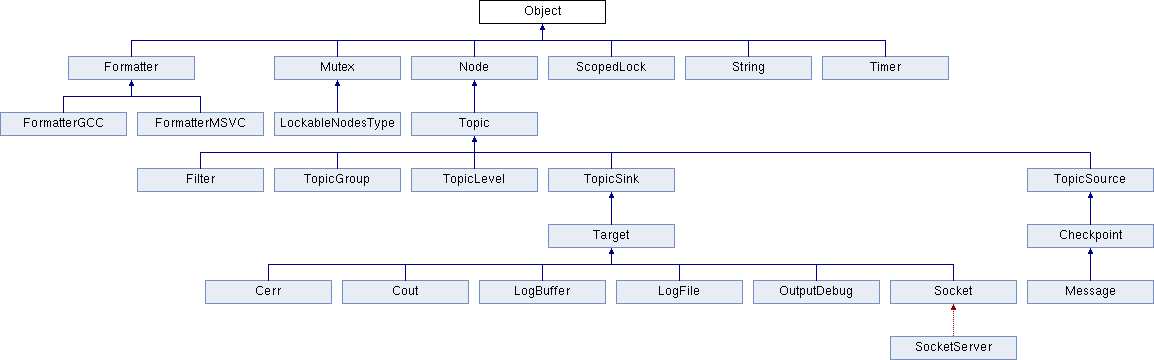 Object
Formatter Mutex Node ScopedLock String Timer
FormatterGCC FormatterMSVC LockableNodesType Topic
Filter TopicGroup TopicLevel TopicSink TopicSource
Target Checkpoint
Cerr Cout LogBuffer LogFile OutputDebug Socket Message
SocketServer